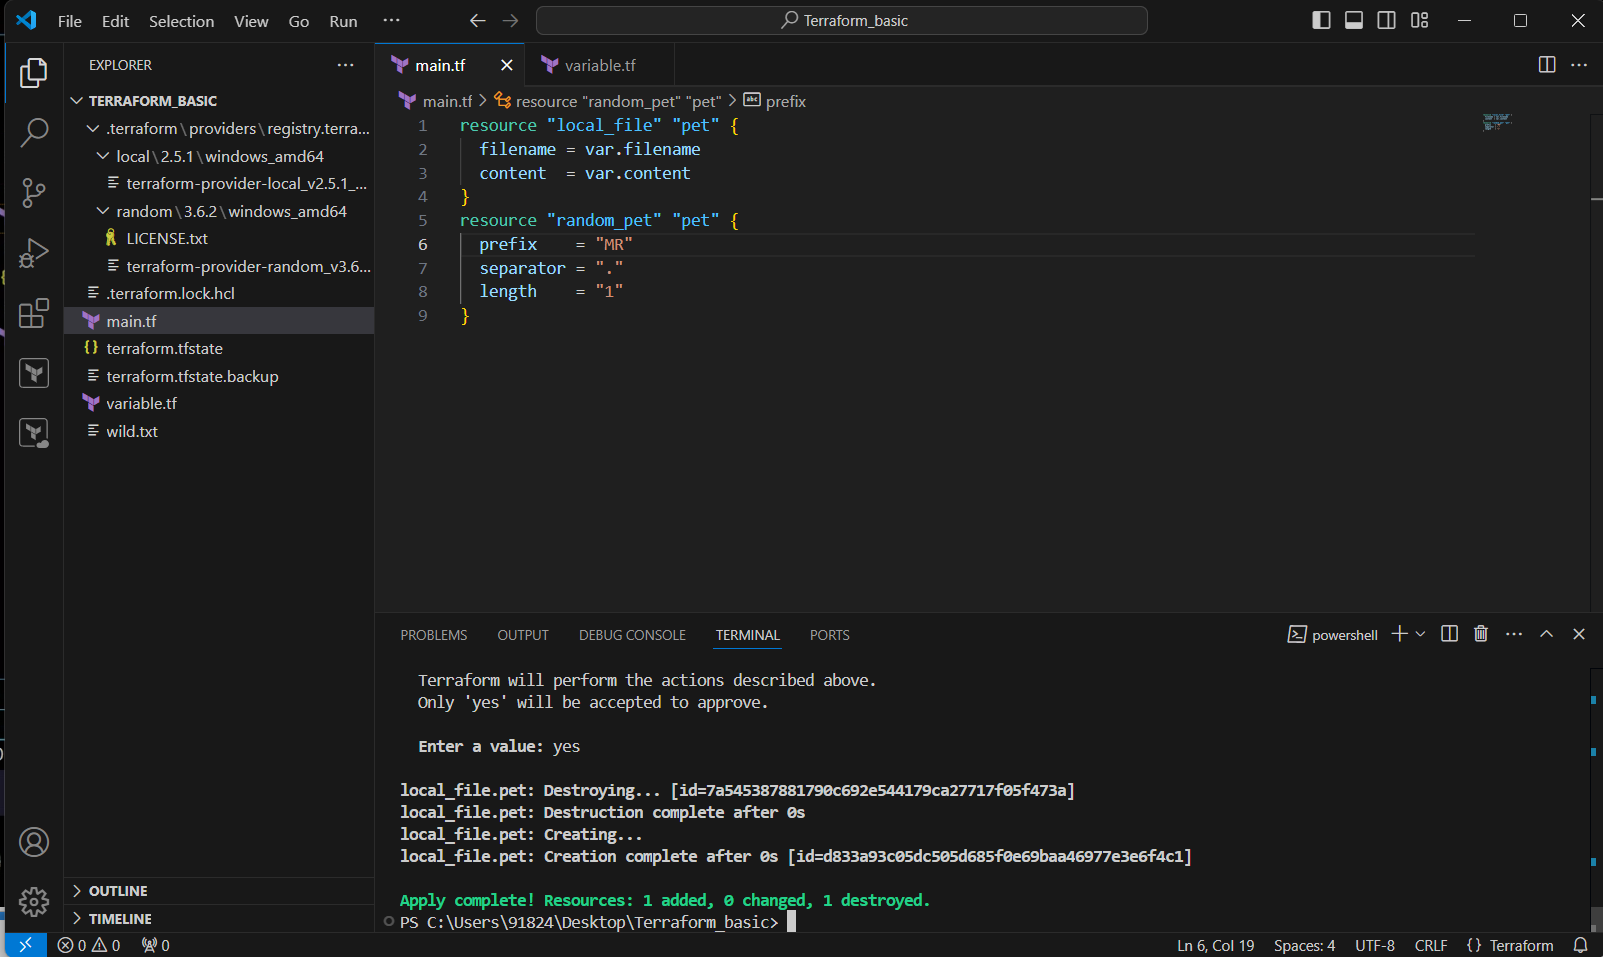 File Edit Selection View Go Run ···
Terraform_basic
EXPLORER ···
TERRAFORM_BASIC
.terraform\providers\registry.terra...
local\2.5.1\windows_amd64
terraform-provider-local_v2.5.1_...
random\3.6.2\windows_amd64
LICENSE.txt
terraform-provider-random_v3.6...
.terraform.lock.hcl
main.tf
terraform.tfstate
terraform.tfstate.backup
variable.tf
wild.txt
OUTLINE
TIMELINE
main.tf variable.tf
main.tf > resource "random_pet" "pet" > prefix
1 resource "local_file" "pet" {
2   filename = var.filename
3   content  = var.content
4 }
5 resource "random_pet" "pet" {
6   prefix    = "MR"
7   separator = "."
8   length    = "1"
9 }
PROBLEMS OUTPUT DEBUG CONSOLE TERMINAL PORTS
powershell
Terraform will perform the actions described above.
Only 'yes' will be accepted to approve.
Enter a value: yes
local_file.pet: Destroying... [id=7a545387881790c692e544179ca27717f05f473a]
local_file.pet: Destruction complete after 0s
local_file.pet: Creating...
local_file.pet: Creation complete after 0s [id=d833a93c05dc505d685f0e69baa46977e3e6f4c1]
Apply complete! Resources: 1 added, 0 changed, 1 destroyed.
PS C:\Users\91824\Desktop\Terraform_basic>
0 0 0
Ln 6, Col 19 Spaces: 4 UTF-8 CRLF {} Terraform